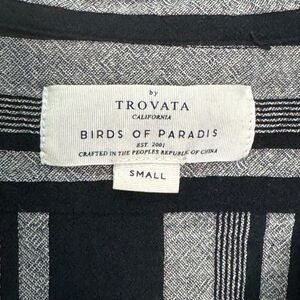 by
TROVATA
CALIFORNIA
BIRDS OF PARADIS
EST. 2001
CRAFTED IN THE PEOPLES REPUBLIC OF CHINA
SMALL